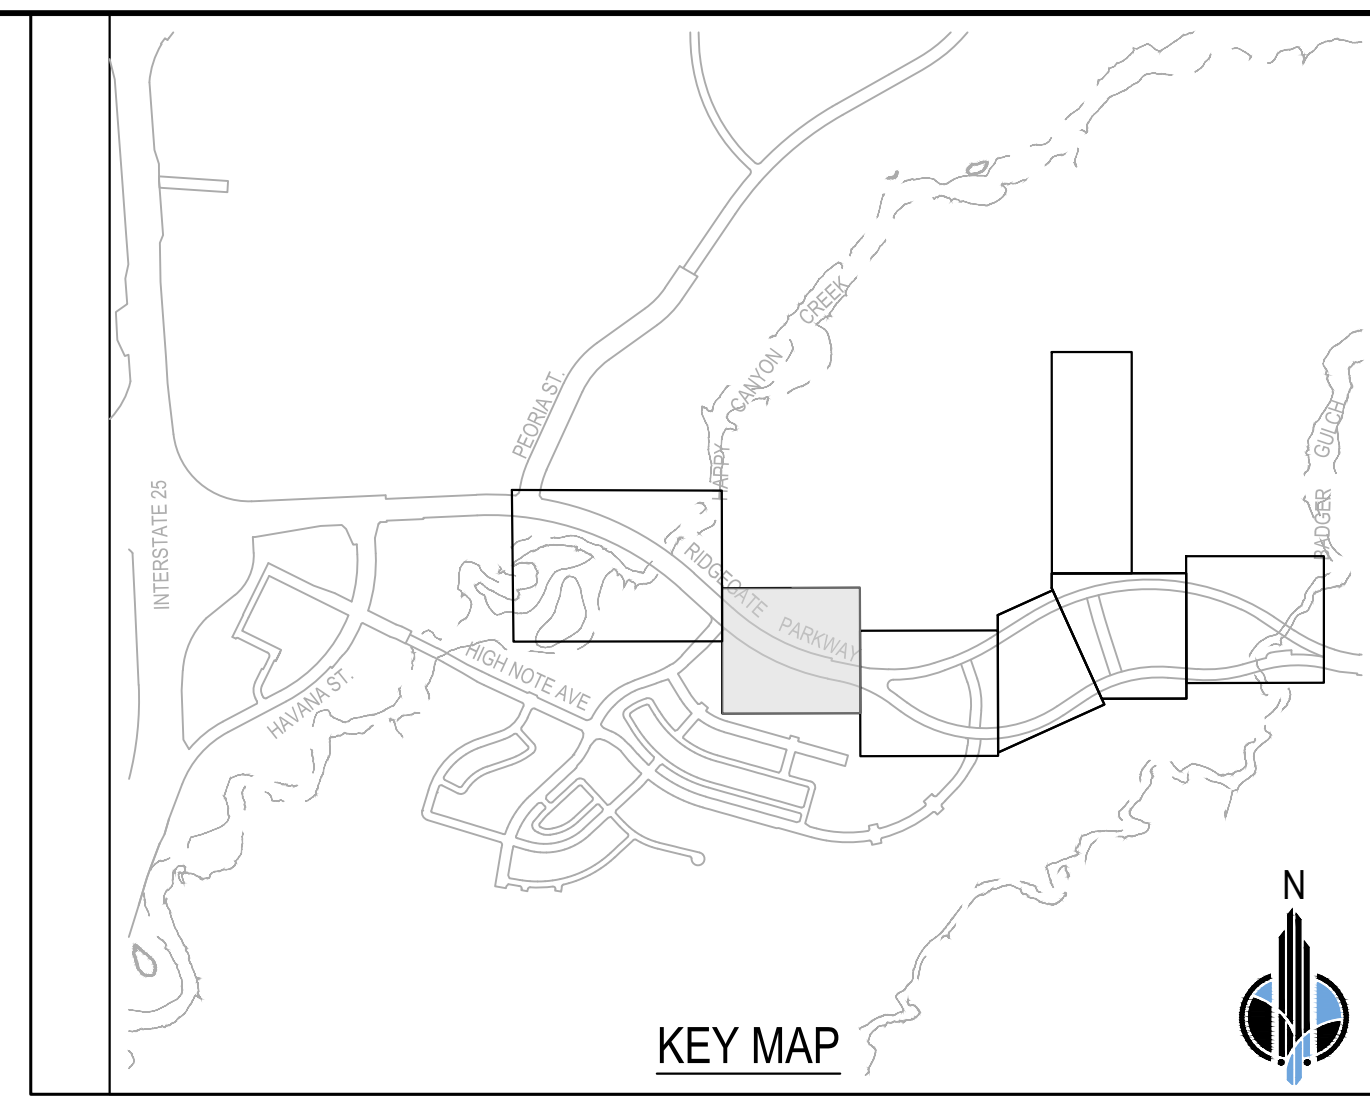 CREEK
CANYON
HAPPY
PEORIA ST.
GULCH
BADGER
INTERSTATE 25
RIDGEGATE
PARKWAY
HIGH NOTE AVE
HAVANA ST.
N
KEY MAP